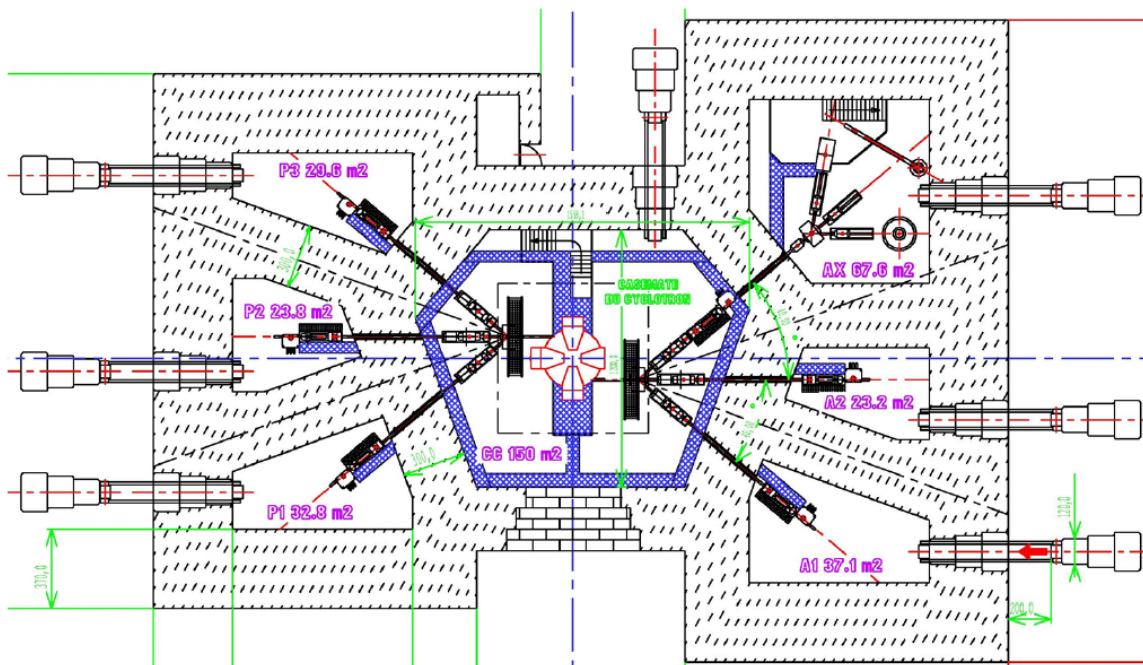 P3 29.6 m2
AX 67.6 m2
CASEMATE
DU CYCLOTRON
P2 23.8 m2
300,0
A2 23.2 m2
CC 150 m2
300,0
P1 32.8 m2
A1 37.1 m2
120,0
370,0
200,0